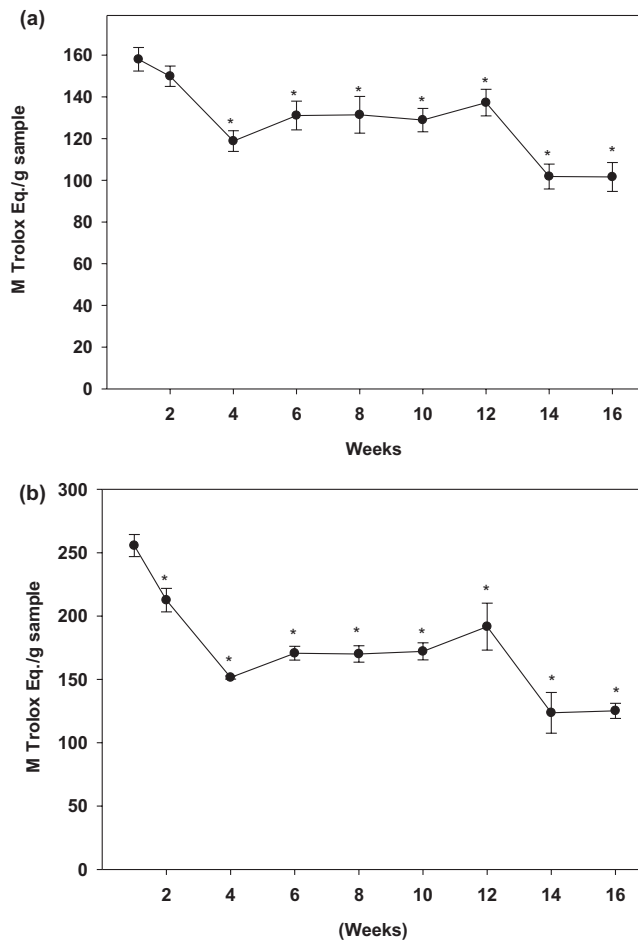 (a)
160
140
120
100
80
60
40
20
0
M Trolox Eq./g sample
* * * * * * *
2 4 6 8 10 12 14 16
Weeks
(b)
300
250
200
150
100
50
0
M Trolox Eq./g sample
* * * * * * * *
2 4 6 8 10 12 14 16
(Weeks)